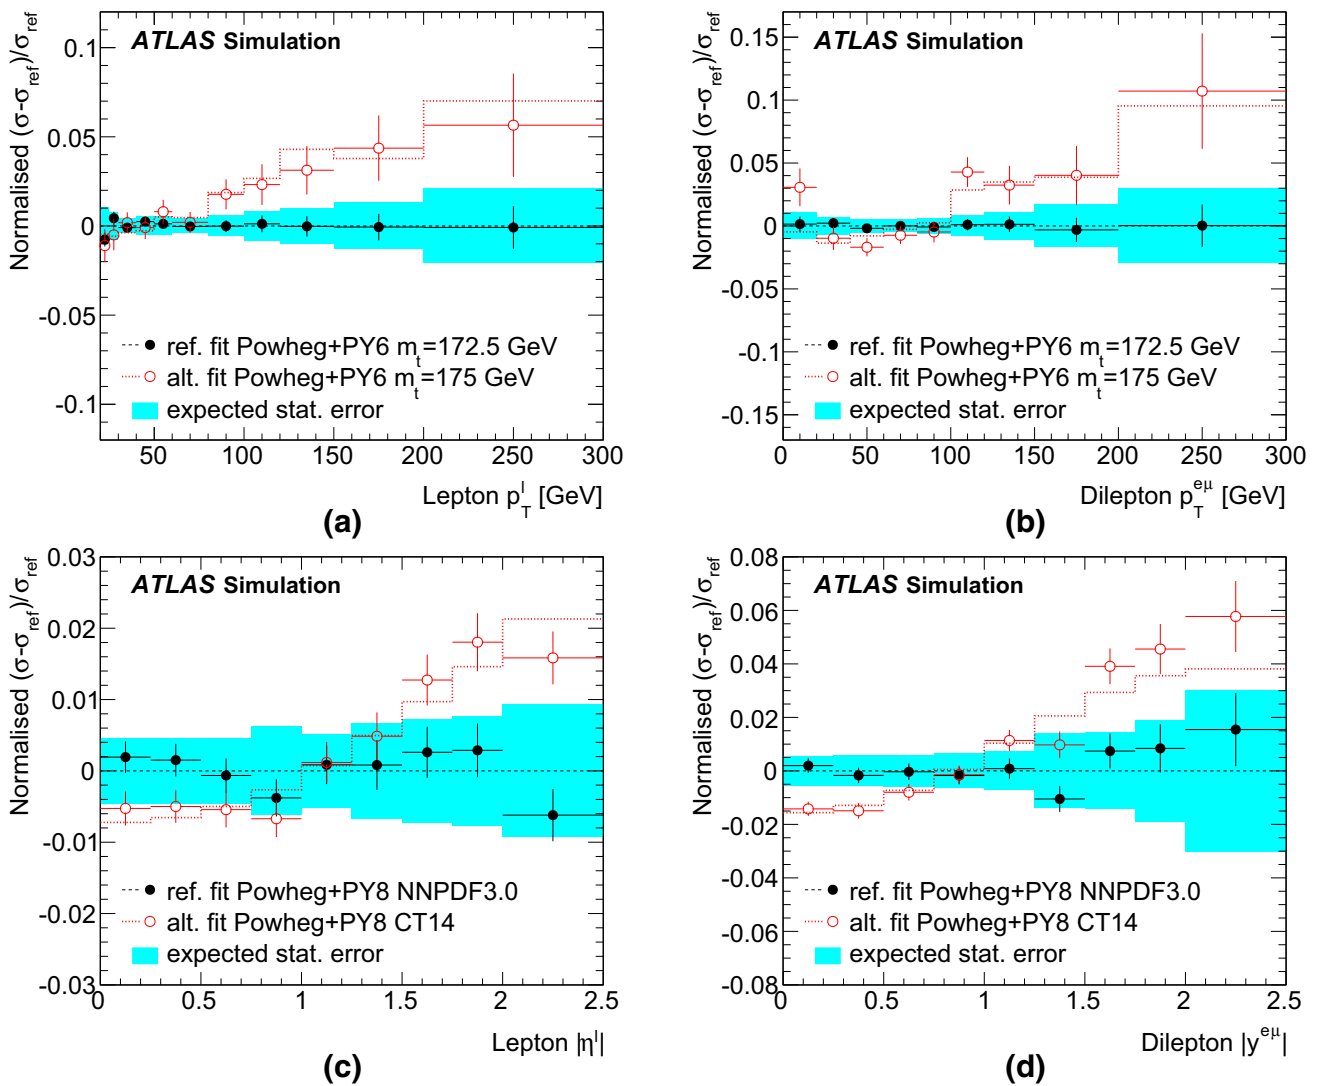 Normalised (σ-σref)/σref
ATLAS Simulation
0.1
0.05
0
-0.05
-0.1
ref. fit Powheg+PY6 mt=172.5 GeV
alt. fit Powheg+PY6 mt=175 GeV
expected stat. error
50 100 150 200 250 300
Lepton pTl [GeV]
(a)
Normalised (σ-σref)/σref
ATLAS Simulation
0.15
0.1
0.05
0
-0.05
-0.1
-0.15
ref. fit Powheg+PY6 mt=172.5 GeV
alt. fit Powheg+PY6 mt=175 GeV
expected stat. error
0 50 100 150 200 250 300
Dilepton pTeμ [GeV]
(b)
Normalised (σ-σref)/σref
ATLAS Simulation
0.03
0.02
0.01
0
-0.01
-0.02
-0.03
ref. fit Powheg+PY8 NNPDF3.0
alt. fit Powheg+PY8 CT14
expected stat. error
0 0.5 1 1.5 2 2.5
Lepton |ηl|
(c)
Normalised (σ-σref)/σref
ATLAS Simulation
0.08
0.06
0.04
0.02
0
-0.02
-0.04
-0.06
-0.08
ref. fit Powheg+PY8 NNPDF3.0
alt. fit Powheg+PY8 CT14
expected stat. error
0 0.5 1 1.5 2 2.5
Dilepton |yeμ|
(d)